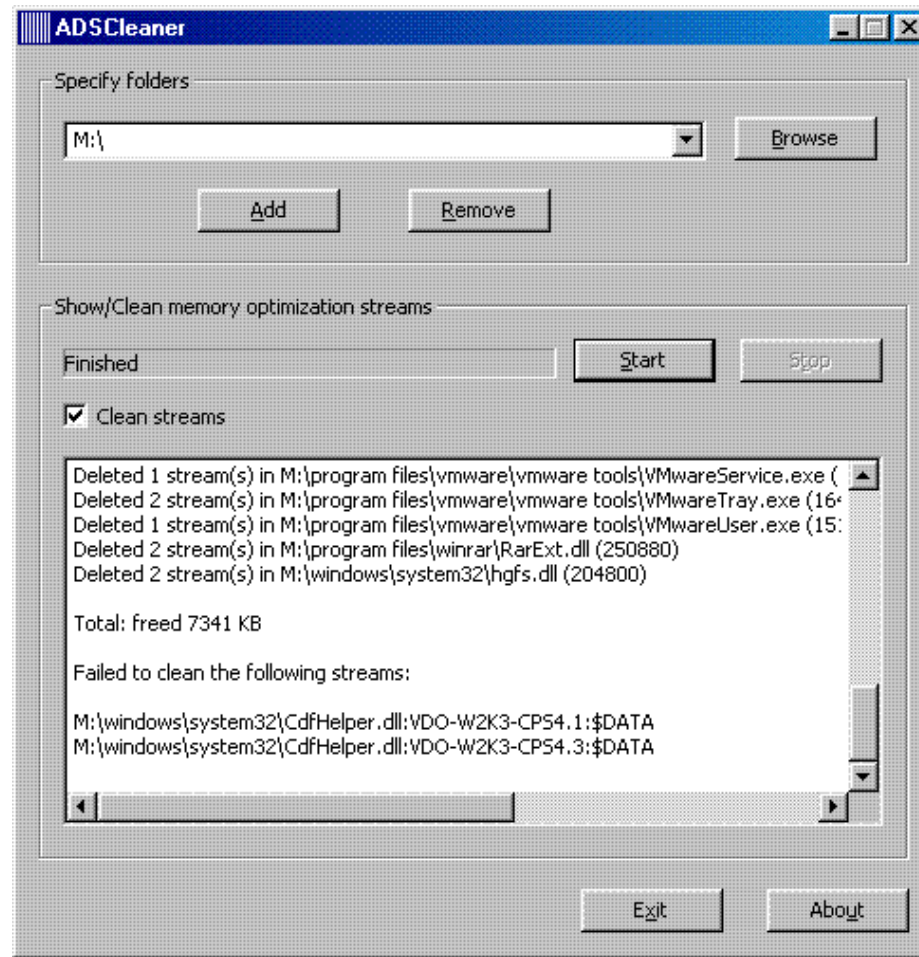 ADSCleaner
Specify folders
M:\
Browse
Add
Remove
Show/Clean memory optimization streams
Finished
Start
Stop
Clean streams
Deleted 1 stream(s) in M:\program files\vmware\vmware tools\VMwareService.exe (
Deleted 2 stream(s) in M:\program files\vmware\vmware tools\VMwareTray.exe (16
Deleted 1 stream(s) in M:\program files\vmware\vmware tools\VMwareUser.exe (15
Deleted 2 stream(s) in M:\program files\winrar\RarExt.dll (250880)
Deleted 2 stream(s) in M:\windows\system32\hgfs.dll (204800)
Total: freed 7341 KB
Failed to clean the following streams:
M:\windows\system32\CdfHelper.dll:VDO-W2K3-CPS4.1:$DATA
M:\windows\system32\CdfHelper.dll:VDO-W2K3-CPS4.3:$DATA
Exit
About